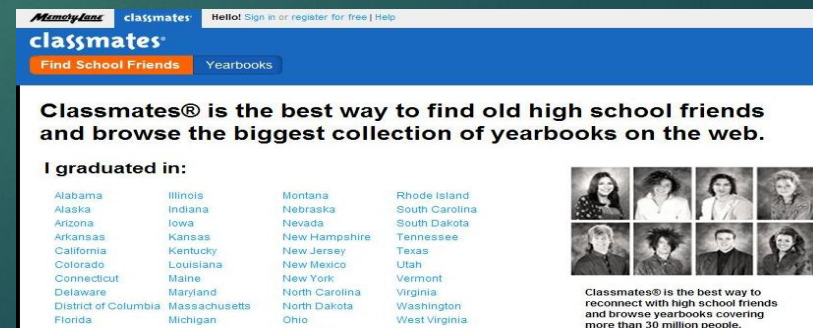 Memory Lane classmates® Hello! Sign in or register for free | Help
classmates®
Find School Friends Yearbooks
Classmates® is the best way to find old high school friends
and browse the biggest collection of yearbooks on the web.
I graduated in:
Alabama Illinois Montana Rhode Island
Alaska Indiana Nebraska South Carolina
Arizona Iowa Nevada South Dakota
Arkansas Kansas New Hampshire Tennessee
California Kentucky New Jersey Texas
Colorado Louisiana New Mexico Utah
Connecticut Maine New York Vermont
Delaware Maryland North Carolina Virginia
District of Columbia Massachusetts North Dakota Washington
Florida Michigan Ohio West Virginia
Classmates® is the best way to
reconnect with high school friends
and browse yearbooks covering
more than 30 million people.